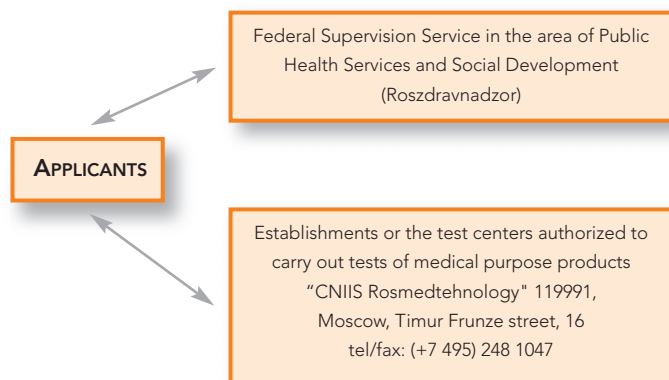 Federal Supervision Service in the area of Public
Health Services and Social Development
(Roszdravnadzor)
APPLICANTS
Establishments or the test centers authorized to
carry out tests of medical purpose products
“CNIIS Rosmedtehnology" 119991,
Moscow, Timur Frunze street, 16
tel/fax: (+7 495) 248 1047